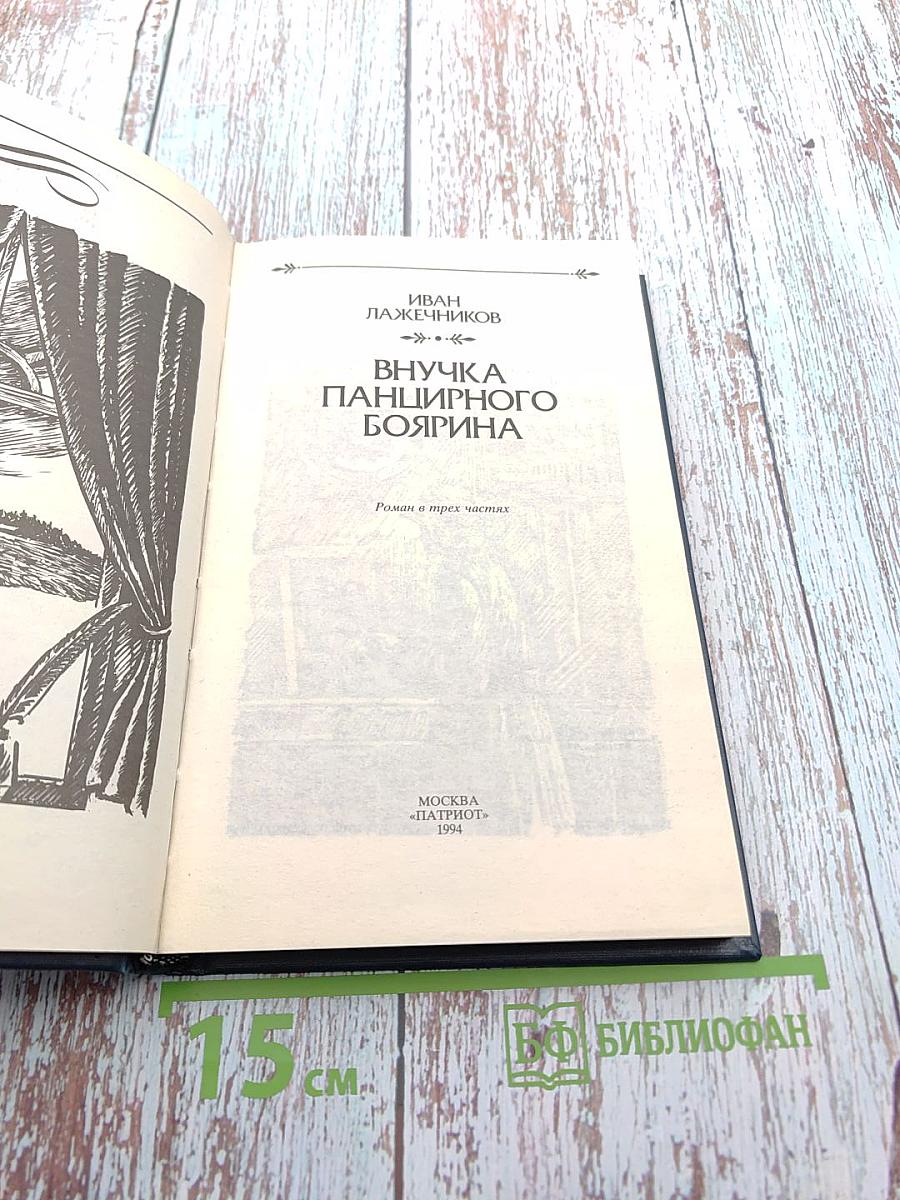 ИВАН
ЛАЖЕЧНИКОВ
ВНУЧКА
ПАНЦИРНОГО
БОЯРИНА
Роман в трех частях
МОСКВА
«ПАТРИОТ»
1994
15 см
БФ БИБЛИОФАН